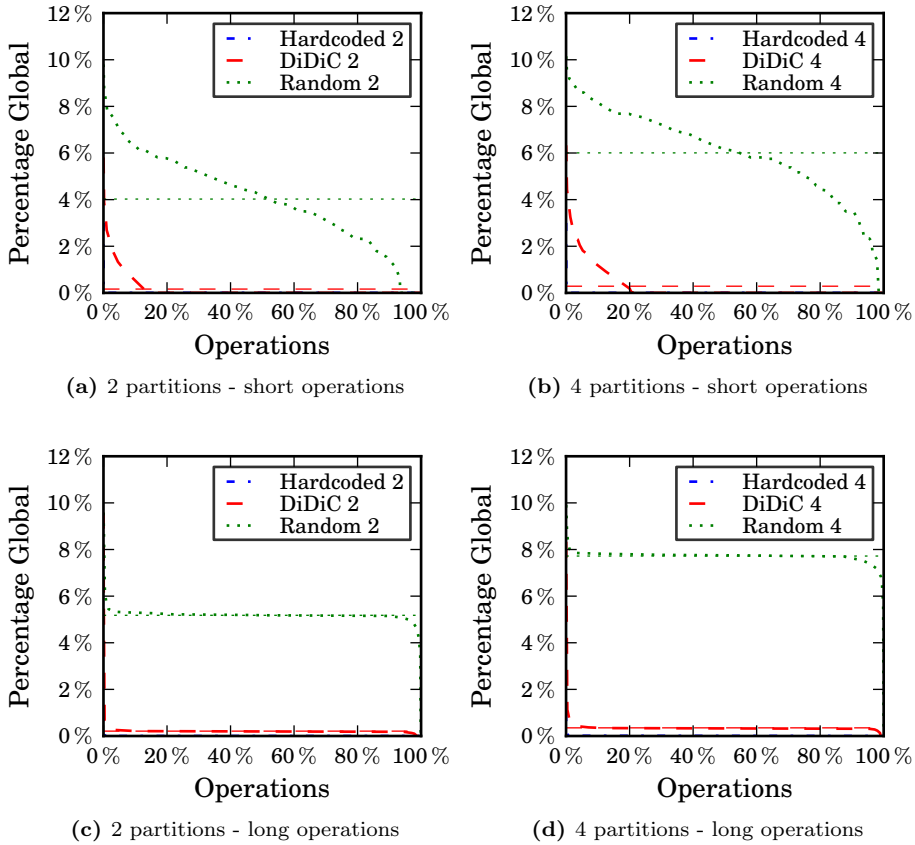 12 %
10 %
8 %
6 %
4 %
2 %
0 %
Percentage Global
Hardcoded 2
DiDiC 2
Random 2
0 % 20 % 40 % 60 % 80 % 100 %
Operations
(a) 2 partitions - short operations
12 %
10 %
8 %
6 %
4 %
2 %
0 %
Percentage Global
Hardcoded 4
DiDiC 4
Random 4
0 % 20 % 40 % 60 % 80 % 100 %
Operations
(b) 4 partitions - short operations
12 %
10 %
8 %
6 %
4 %
2 %
0 %
Percentage Global
Hardcoded 2
DiDiC 2
Random 2
0 % 20 % 40 % 60 % 80 % 100 %
Operations
(c) 2 partitions - long operations
12 %
10 %
8 %
6 %
4 %
2 %
0 %
Percentage Global
Hardcoded 4
DiDiC 4
Random 4
0 % 20 % 40 % 60 % 80 % 100 %
Operations
(d) 4 partitions - long operations